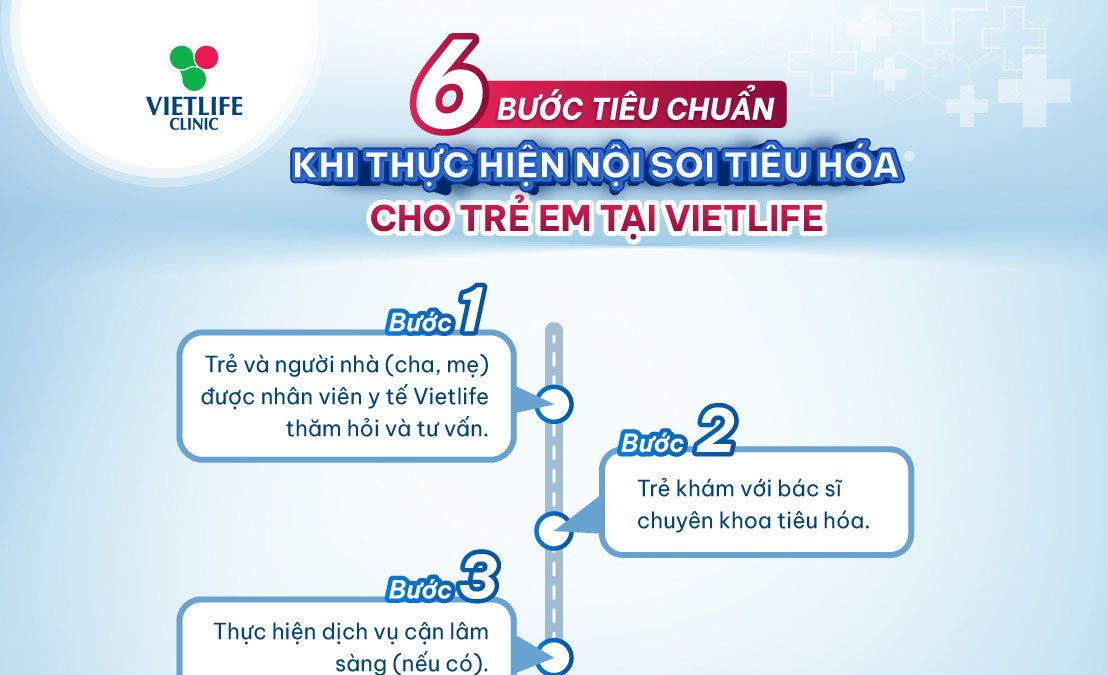 VIETLIFE
CLINIC
6 BƯỚC TIÊU CHUẨN
KHI THỰC HIỆN NỘI SOI TIÊU HÓA
CHO TRẺ EM TẠI VIETLIFE
Bước 1
Trẻ và người nhà (cha, mẹ)
được nhân viên y tế Vietlife
thăm hỏi và tư vấn.
Bước 2
Trẻ khám với bác sĩ
chuyên khoa tiêu hóa.
Bước 3
Thực hiện dịch vụ cận lâm
sàng (nếu có).